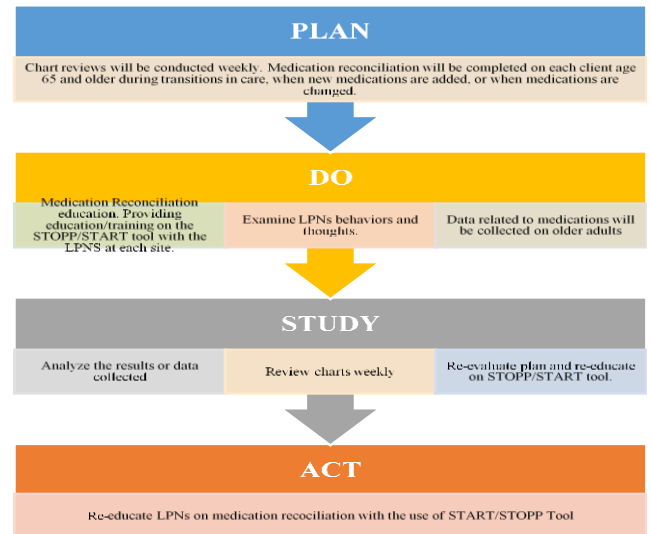 PLAN
Chart reviews will be conducted weekly. Medication reconciliation will be completed on each client age
65 and older during transitions in care, when new medications are added, or when medications are
changed.
DO
Medication Reconciliation
education. Providing
education/training on the
STOPP/START tool with the
LPNS at each site.
Examine LPNs behaviors and
thoughts.
Data related to medications will
be collected on older adults
STUDY
Analyze the results or data
collected
Review charts weekly
Re-evaluate plan and re-educate
on STOPP/START tool.
ACT
Re-educate LPNs on medication recociliation with the use of START/STOPP Tool